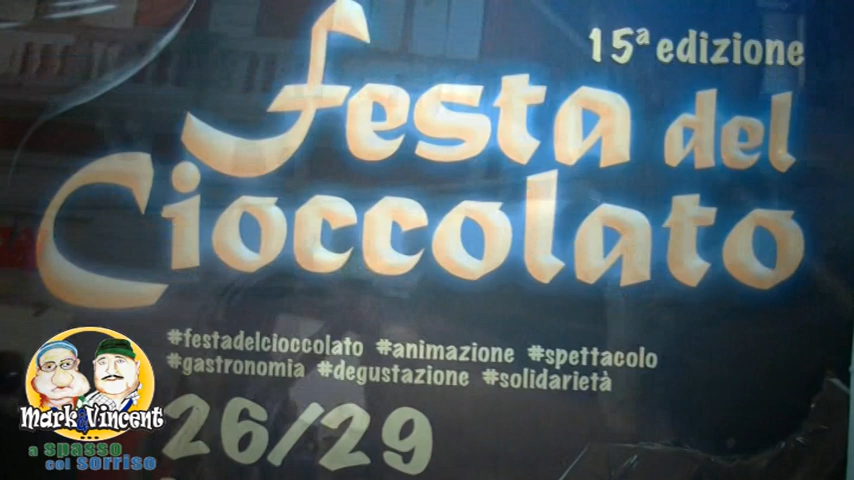 15ª edizione
Festa del
Cioccolato
#festadelcioccolato #animazione #spettacolo
#gastronomia #degustazione #solidarietà
26/29
Mark&Vincent
a spasso
col sorriso